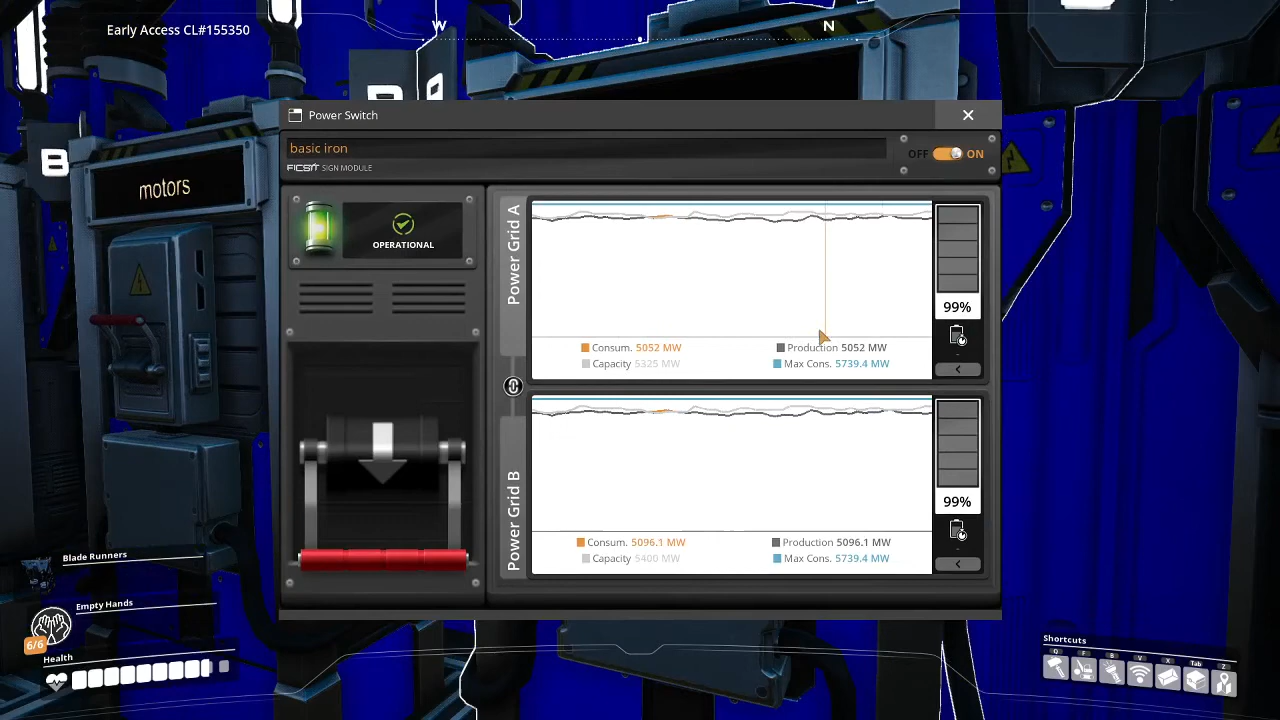 Early Access CL#155350
W
N
B
Power Switch
basic iron
FICSIT SIGN MODULE
OFF
ON
motors
OPERATIONAL
Power Grid A
99%
Consum. 5052 MW
Production 5052 MW
Capacity 5325 MW
Max Cons. 5739.4 MW
-
Power Grid B
99%
Consum. 5096.1 MW
Production 5096.1 MW
Capacity 5400 MW
Max Cons. 5739.4 MW
-
Blade Runners
Empty Hands
6/6
Health
Shortcuts
Q F B V X Tab Z